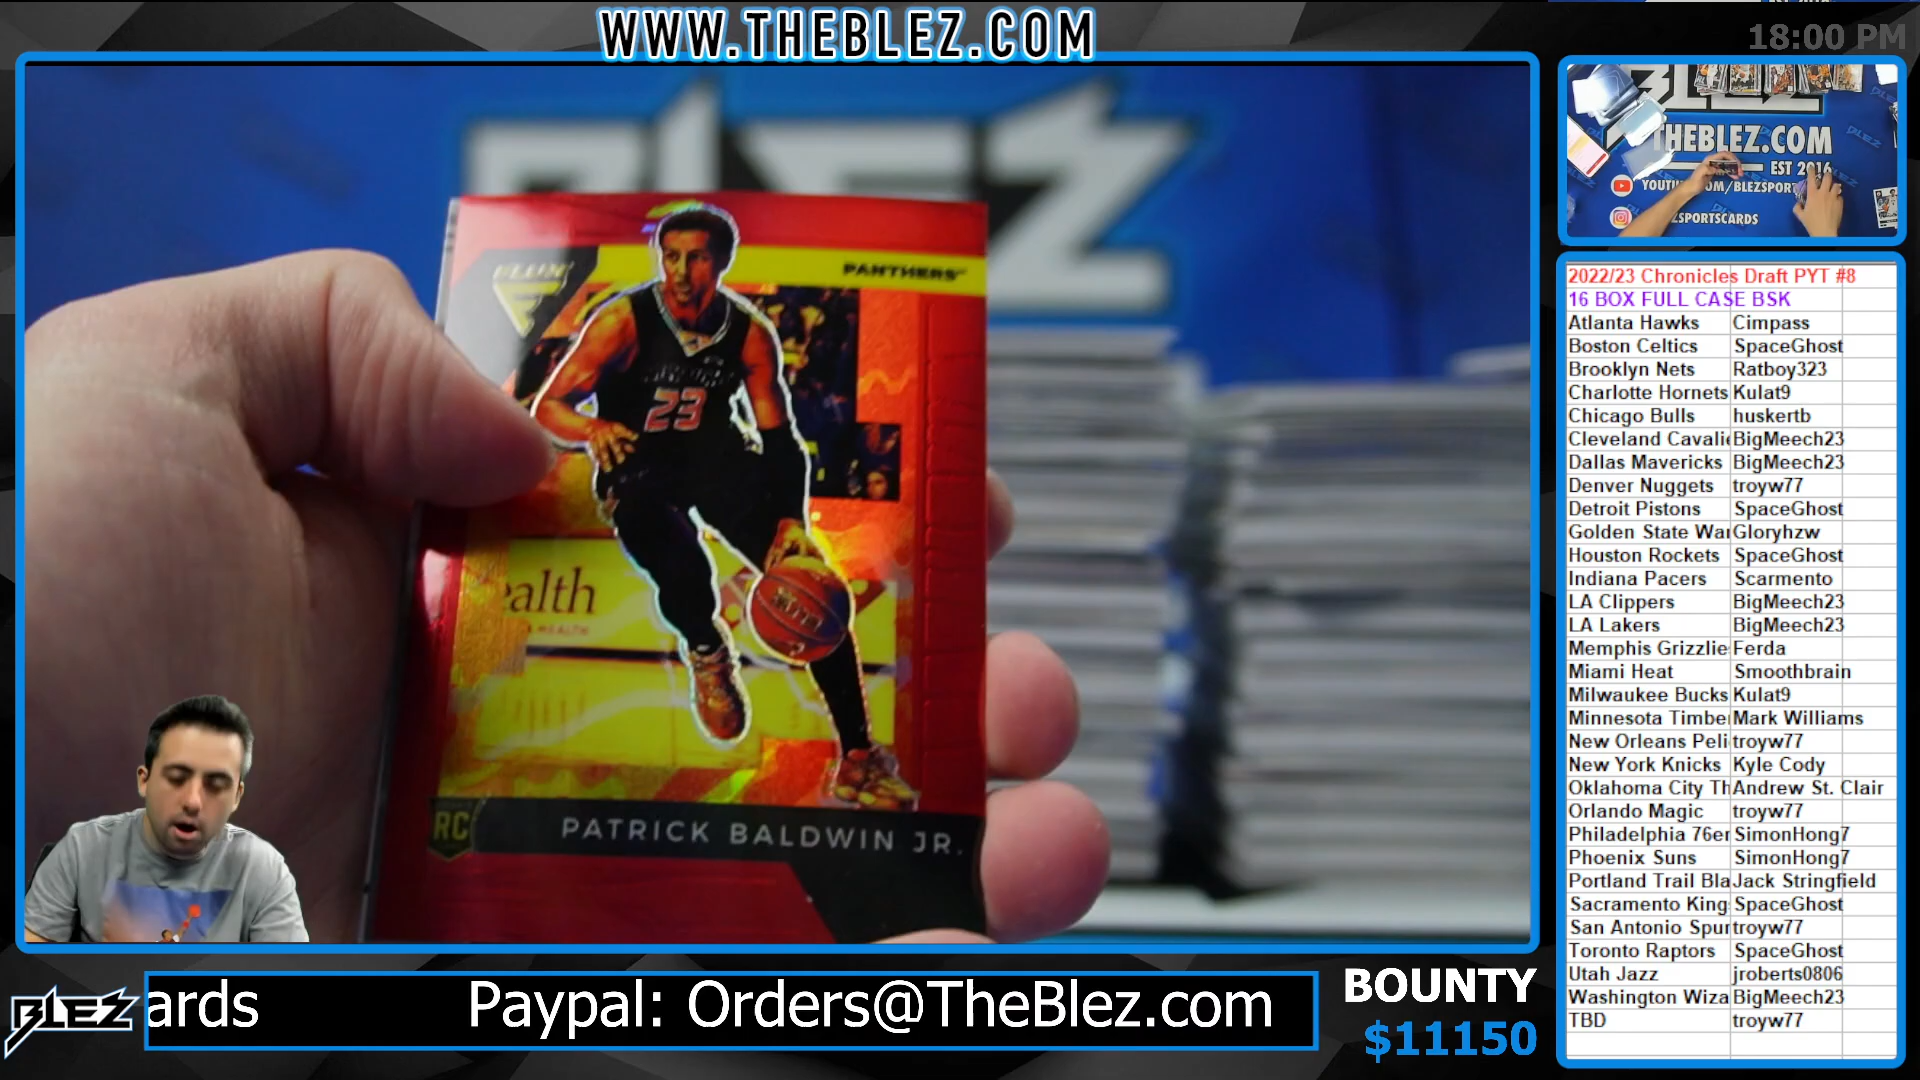 WWW.THEBLEZ.COM
18:00 PM
BLEZ
THEBLEZ.COM
EST 2016
ZSPORTSCARDS
FLUX
PANTHERS
23
ealth
RC
PATRICK BALDWIN JR.
2022/23 Chronicles Draft PYT #8
16 BOX FULL CASE BSK
Atlanta Hawks Cimpass
Boston Celtics SpaceGhost
Brooklyn Nets Ratboy323
Charlotte Hornets Kulat9
Chicago Bulls huskertb
Cleveland Cavalie BigMeech23
Dallas Mavericks BigMeech23
Denver Nuggets troyw77
Detroit Pistons SpaceGhost
Golden State War Gloryhzw
Houston Rockets SpaceGhost
Indiana Pacers Scarmento
LA Clippers BigMeech23
LA Lakers BigMeech23
Memphis Grizzlie Ferda
Miami Heat Smoothbrain
Milwaukee Bucks Kulat9
Minnesota Timbe Mark Williams
New Orleans Peli troyw77
New York Knicks Kyle Cody
Oklahoma City Th Andrew St. Clair
Orlando Magic troyw77
Philadelphia 76er SimonHong7
Phoenix Suns SimonHong7
Portland Trail Bla Jack Stringfield
Sacramento King SpaceGhost
San Antonio Spur troyw77
Toronto Raptors SpaceGhost
Utah Jazz jroberts0806
Washington Wiza BigMeech23
TBD troyw77
BLEZ
ards Paypal: Orders@TheBlez.com
BOUNTY
$11150